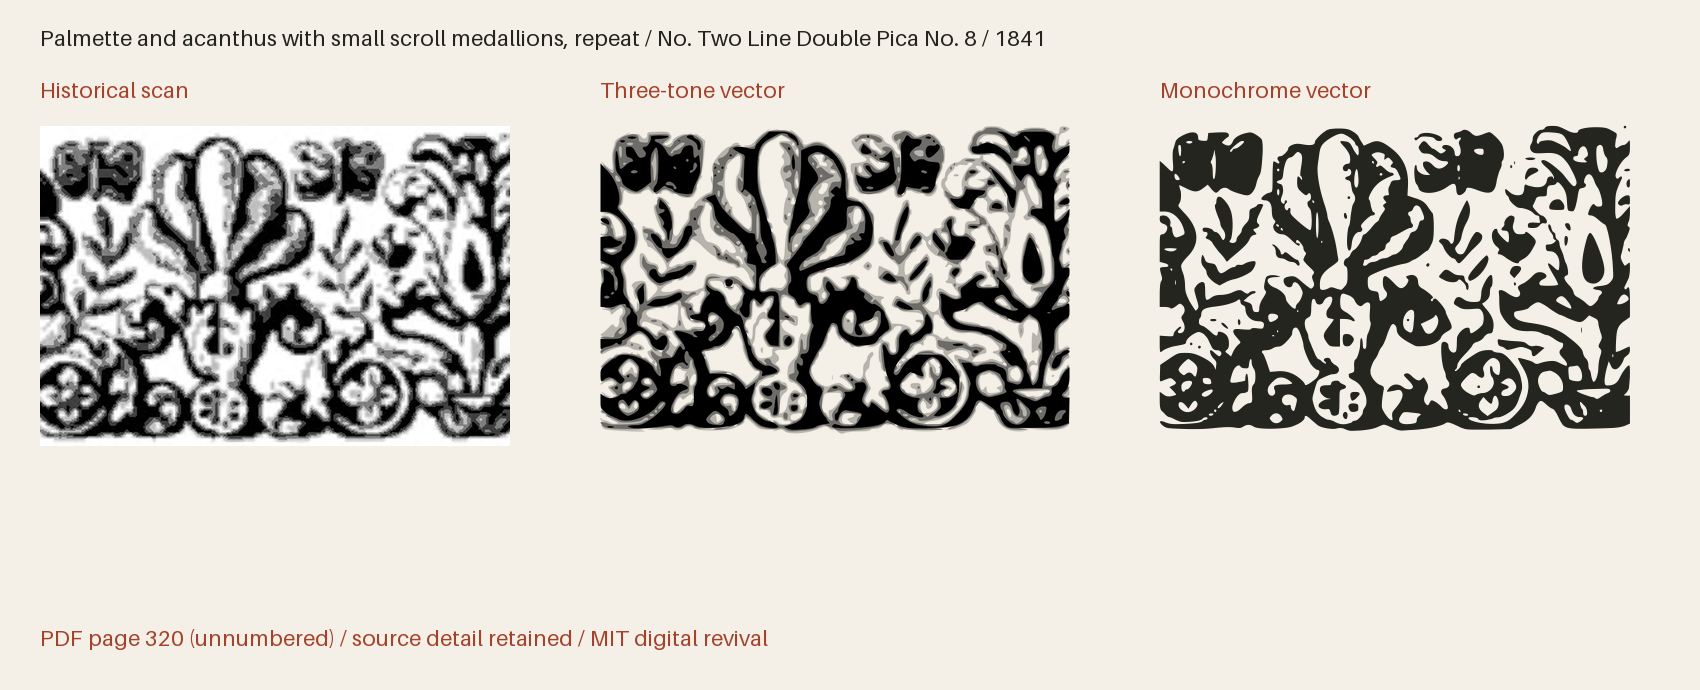 Palmette and acanthus with small scroll medallions, repeat / No. Two Line Double Pica No. 8 / 1841
Historical scan
Three-tone vector
Monochrome vector
PDF page 320 (unnumbered) / source detail retained / MIT digital revival